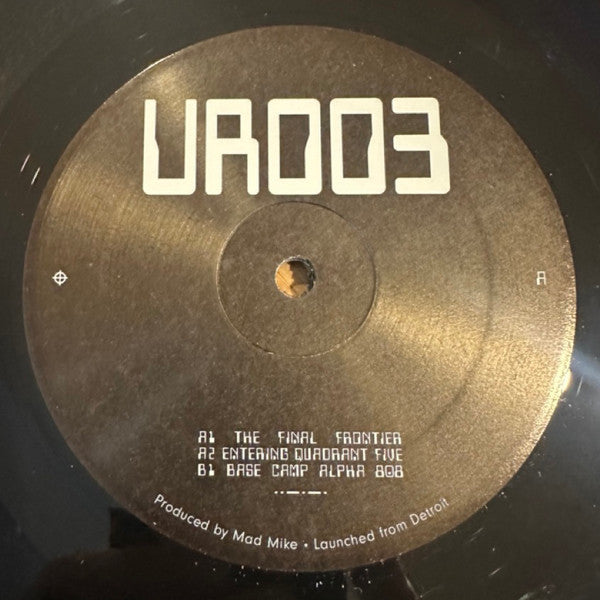 UR003
A
A1 THE FINAL FRONTIER
A2 ENTERING QUADRANT FIVE
B1 BASE CAMP ALPHA 808
Produced by Mad Mike • Launched from Detroit